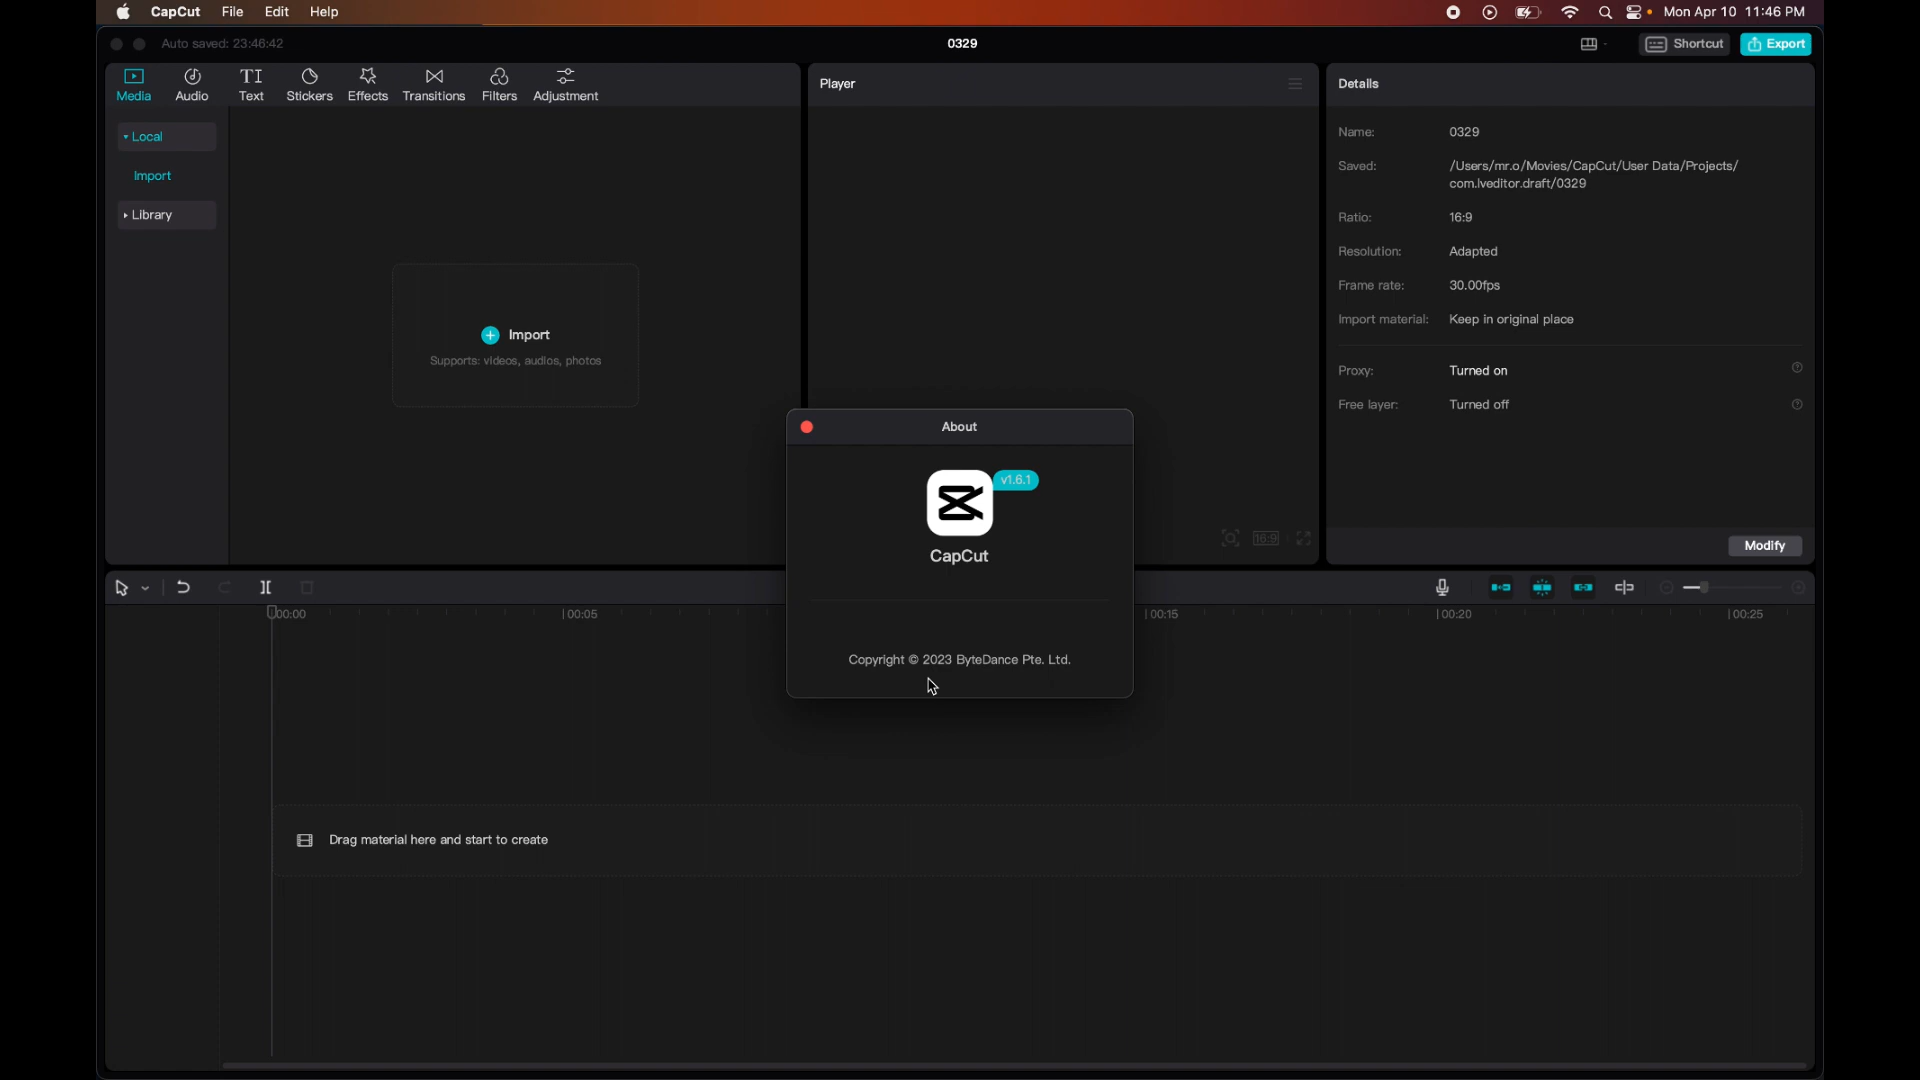 CapCut File Edit Help Mon Apr 10 11:46 PM
Auto saved: 23:46:42 0329 Shortcut Export
Media Audio TI Text Stickers Effects Transitions Filters Adjustment
Player
Details
Local
Import
Library
Import
Supports: videos, audios, photos
Name: 0329
Saved: /Users/mr.o/Movies/CapCut/User Data/Projects/
com.lveditor.draft/0329
Ratio: 16:9
Resolution: Adapted
Frame rate: 30.00fps
Import material: Keep in original place
Proxy: Turned on
Free layer: Turned off
16:9
Modify
About
v1.6.1
CapCut
Copyright © 2023 ByteDance Pte. Ltd.
00:00 00:05 00:15 00:20 00:25
Drag material here and start to create